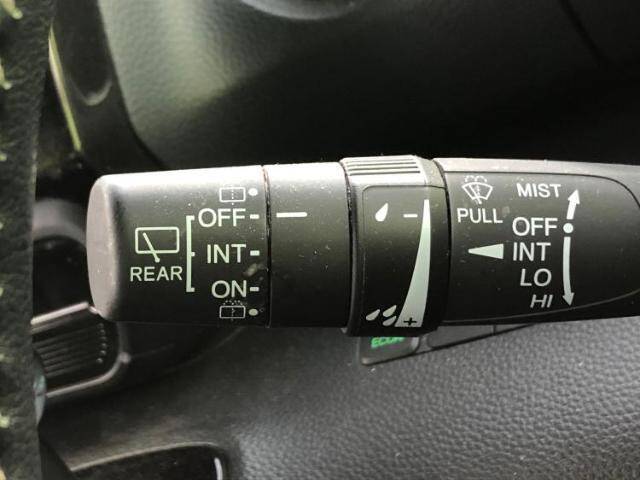 OFF
INT
ON
REAR
−
+
PULL
MIST
OFF
INT
LO
HI